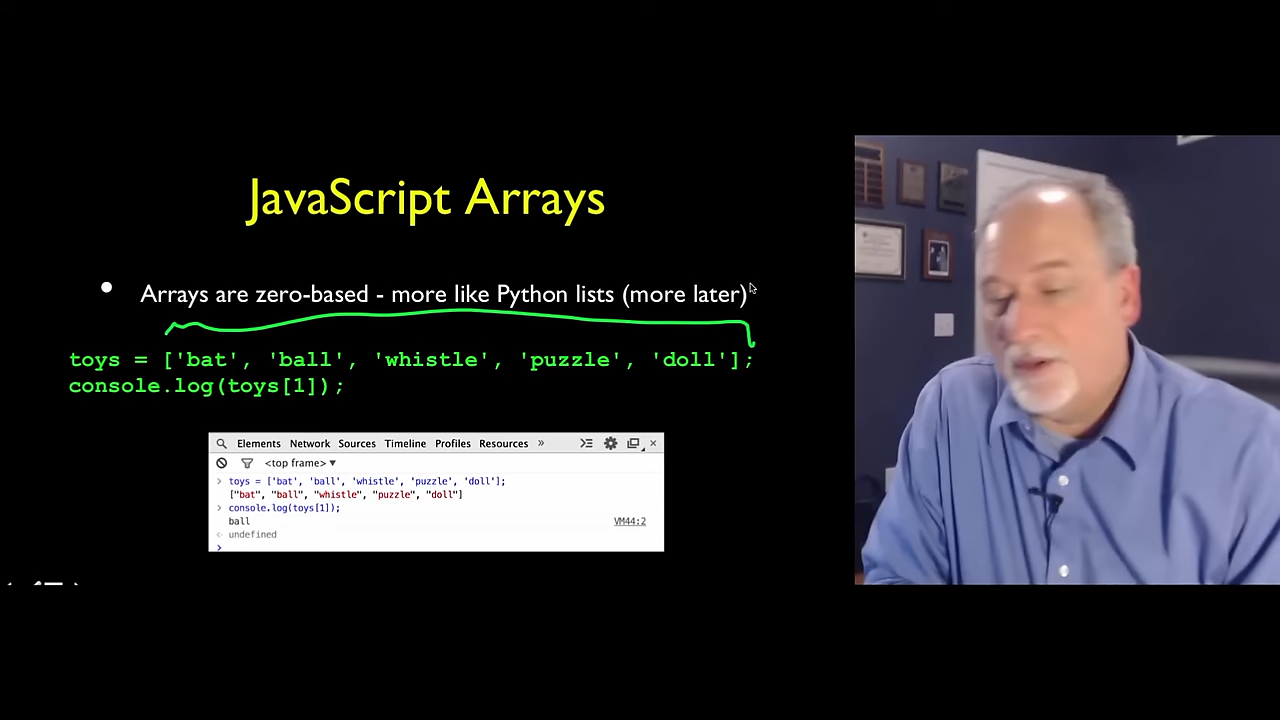 JavaScript Arrays
• Arrays are zero-based - more like Python lists (more later)
toys = ['bat', 'ball', 'whistle', 'puzzle', 'doll'];
console.log(toys[1]);
Elements Network Sources Timeline Profiles Resources »
<top frame> ▼
> toys = ['bat', 'ball', 'whistle', 'puzzle', 'doll'];
["bat", "ball", "whistle", "puzzle", "doll"]
> console.log(toys[1]);
ball VM44:2
undefined
>